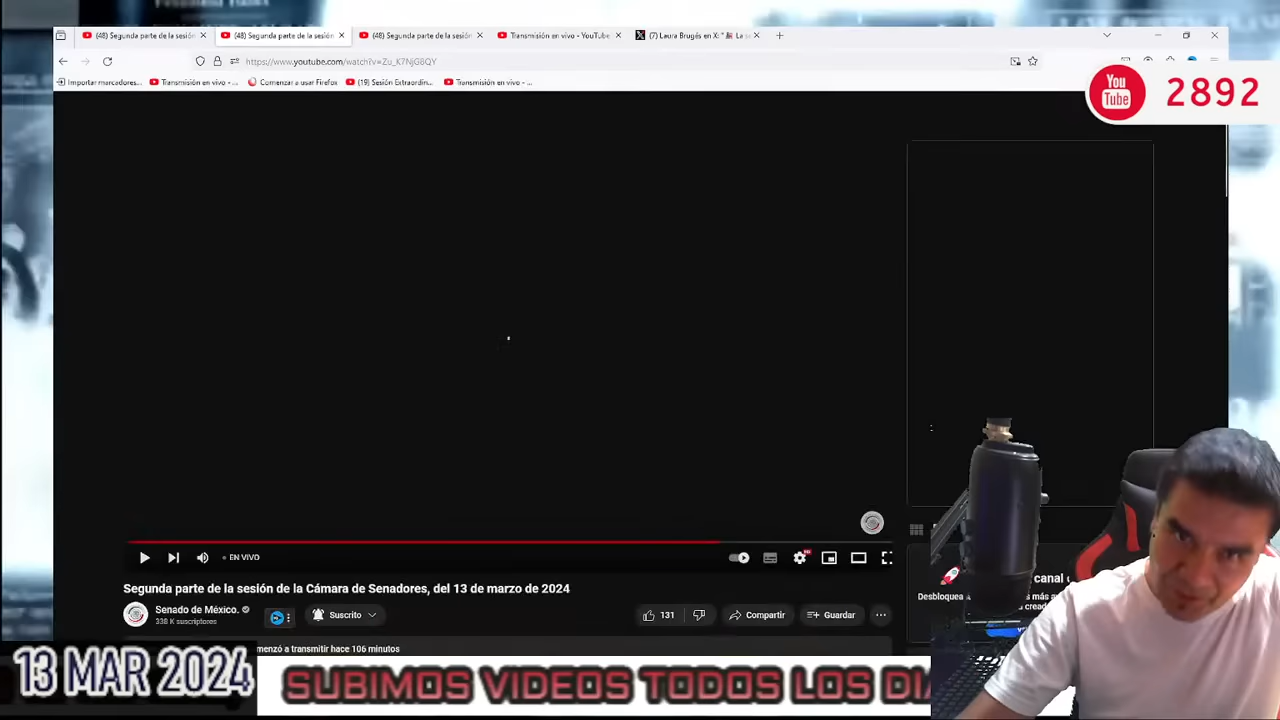 (48) Segunda parte de la sesión
(48) Segunda parte de la sesión
(48) Segunda parte de la sesión
Transmisión en vivo - YouTube
(7) Laura Brugés en X: "
https://www.youtube.com/watch?v=Zu_K7NjG8QY
Importar marcadores...
Transmisión en vivo - ...
Comenzar a usar Firefox
(19) Sesión Extraordin...
Transmisión en vivo - ...
You
Tube
2892
EN VIVO
Segunda parte de la sesión de la Cámara de Senadores, del 13 de marzo de 2024
Senado de México.
338 K suscriptores
Suscrito
131
Compartir
Guardar
canal
Desbloquea
más
menzó a transmitir hace 106 minutos
13 MAR 2024
SUBIMOS VIDEOS TODOS LOS DIA